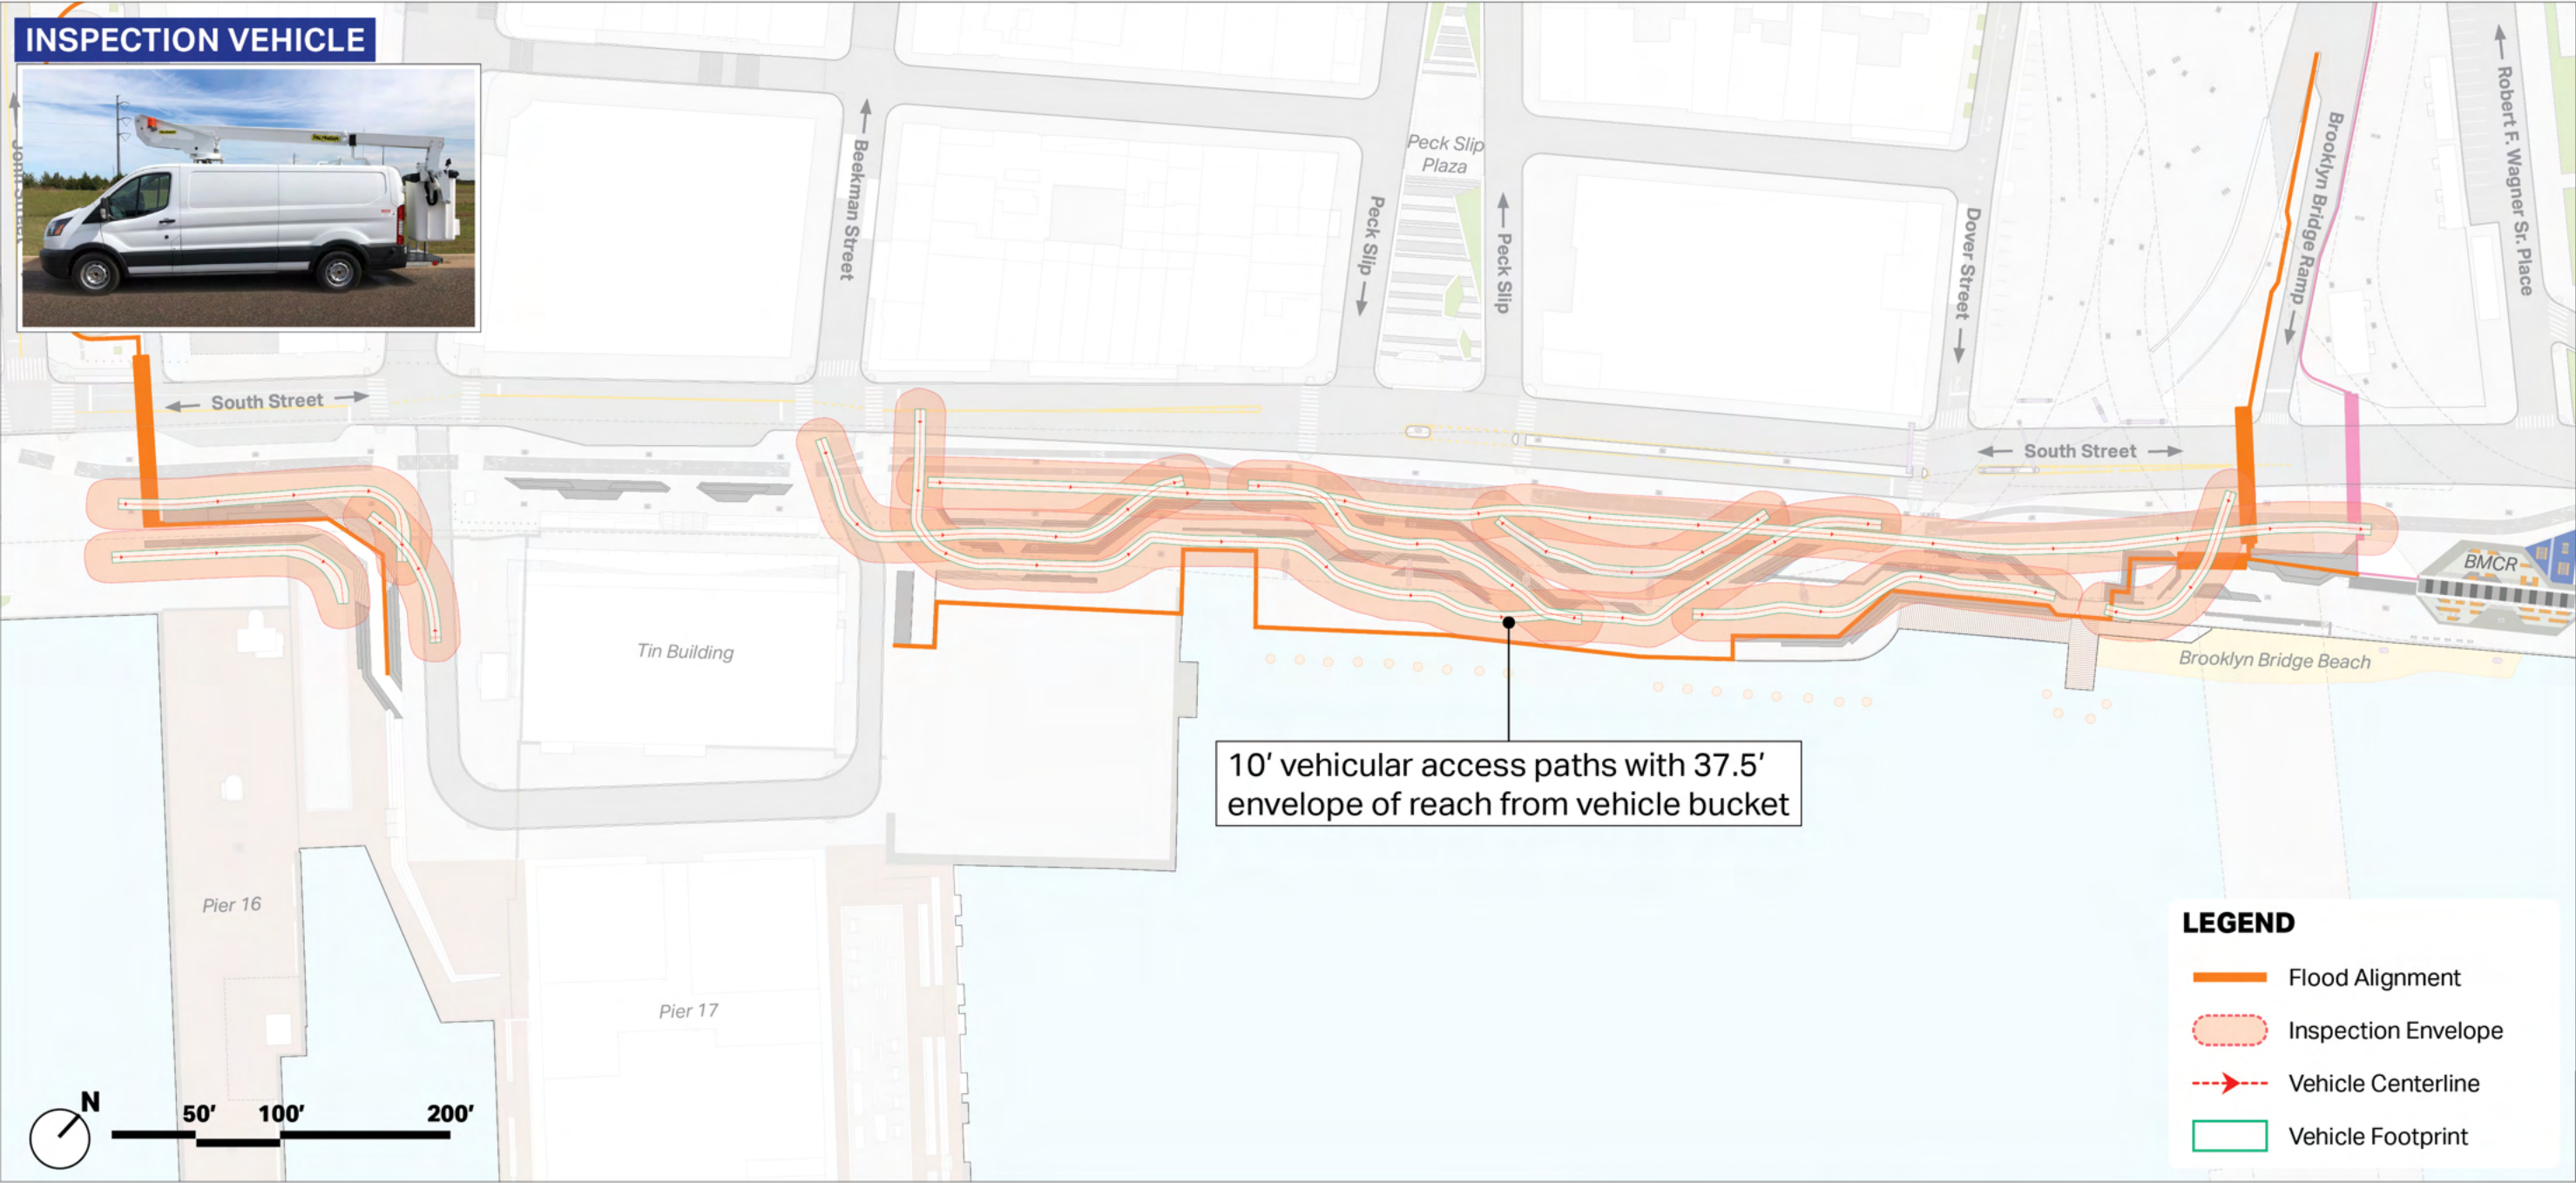 INSPECTION VEHICLE
Beekman Street
Peck Slip
Plaza
Peck Slip
Peck Slip
Dover Street
Brooklyn Bridge Ramp
Robert F. Wagner Sr. Place
South Street
South Street
BMCR
Tin Building
Brooklyn Bridge Beach
10' vehicular access paths with 37.5'
envelope of reach from vehicle bucket
Pier 16
Pier 17
N
50' 100' 200'
LEGEND
Flood Alignment
Inspection Envelope
Vehicle Centerline
Vehicle Footprint